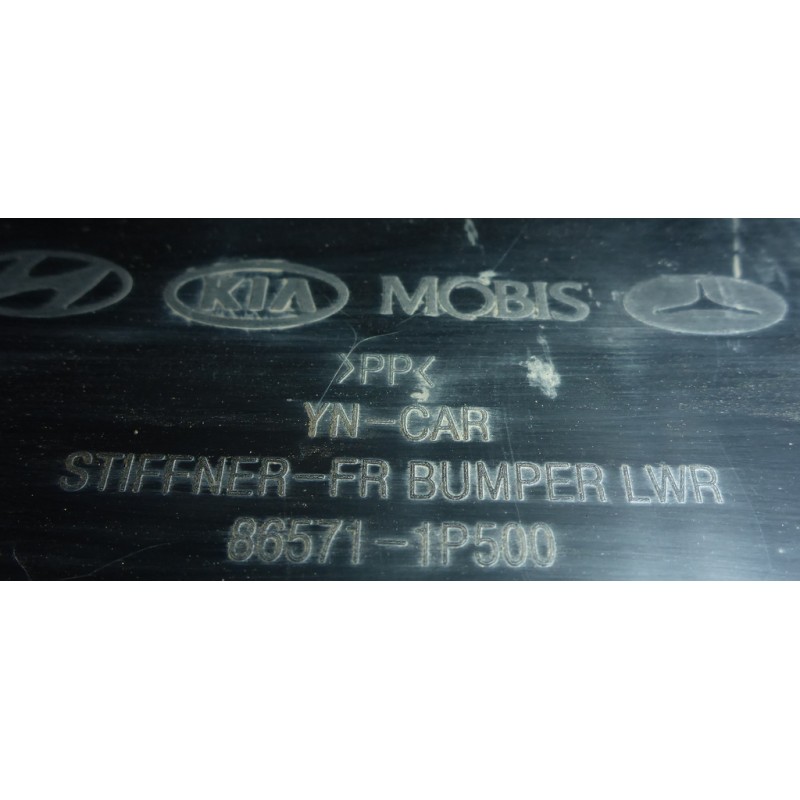 KIA MOBIS
>PP<
YN-CAR
STIFFNER-FR BUMPER LWR
86571-1P500